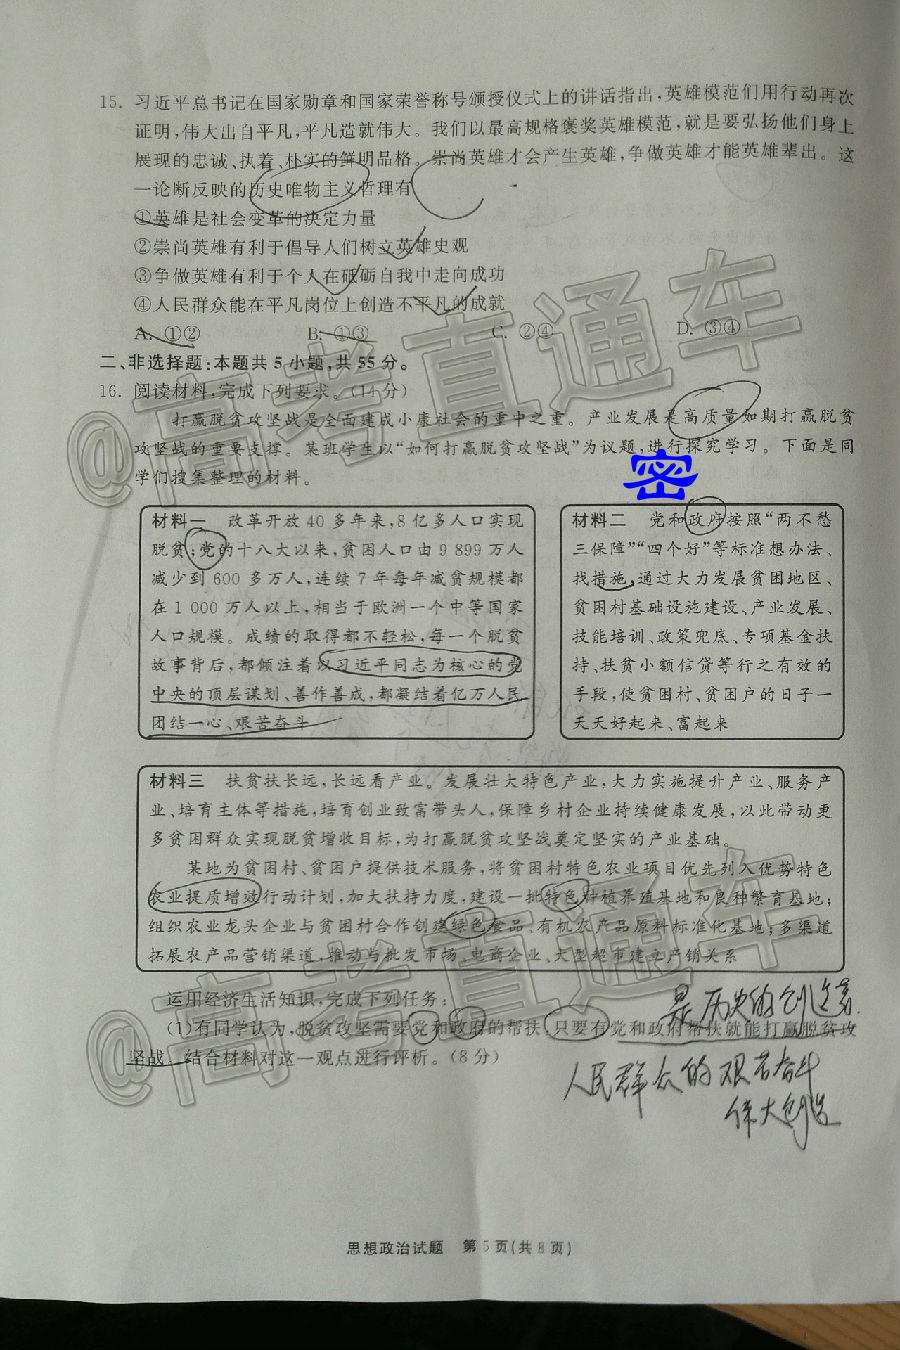 15. 习近平总书记在国家勋章和国家荣誉称号颁授仪式上的讲话指出,英雄模范们用行动再次
证明,伟大出自平凡,平凡造就伟大。我们以最高规格褒奖英雄模范,就是要弘扬他们身上
展现的忠诚、执着、朴实的鲜明品格。崇尚英雄才会产生英雄,争做英雄才能英雄辈出。这
一论断反映的历史唯物主义哲理有
①英雄是社会变革的决定力量
②崇尚英雄有利于倡导人们树立英雄史观
③争做英雄有利于个人在砥砺自我中走向成功
④人民群众能在平凡岗位上创造不平凡的成就
A. ①② B. ①③ C. ②④ D. ③④
二、非选择题:本题共5小题,共55分。
16. 阅读材料,完成下列要求。(14分)
打赢脱贫攻坚战是全面建成小康社会的重中之重。产业发展是高质量如期打赢脱贫
攻坚战的重要支撑。某班学生以“如何打赢脱贫攻坚战”为议题,进行探究学习。下面是同
学们搜集整理的材料。
密
材料一 改革开放40多年来,8亿多人口实现
脱贫;党的十八大以来,贫困人口由9 899万人
减少到600多万人,连续7年每年减贫规模都
在1 000万人以上,相当于欧洲一个中等国家
人口规模。成绩的取得都不轻松,每一个脱贫
故事背后,都倾注着以习近平同志为核心的党
中央的顶层谋划、善作善成,都凝结着亿万人民
团结一心、艰苦奋斗
材料二 党和政府按照“两不愁
三保障”“四个好”等标准想办法、
找措施,通过大力发展贫困地区、
贫困村基础设施建设、产业发展、
技能培训、政策兜底、专项基金扶
持、扶贫小额信贷等行之有效的
手段,使贫困村、贫困户的日子一
天天好起来、富起来
材料三 扶贫扶长远,长远看产业。发展壮大特色产业,大力实施提升产业、服务产
业、培育主体等措施,培育创业致富带头人,保障乡村企业持续健康发展,以此带动更
多贫困群众实现脱贫增收目标,为打赢脱贫攻坚战奠定坚实的产业基础。
某地为贫困村、贫困户提供技术服务,将贫困村特色农业项目优先列入优势特色
农业提质增效行动计划,加大扶持力度,建设一批特色种植养殖基地和良种繁育基地;
组织农业龙头企业与贫困村合作创建绿色食品、有机农产品原料标准化基地;多渠道
拓展农产品营销渠道,推动与批发市场、电商企业、大型超市建立产销关系
运用经济生活知识,完成下列任务:
是历史的创造者.
(1)有同学认为,脱贫攻坚需要党和政府的帮扶,只要有党和政府帮扶就能打赢脱贫攻
坚战。结合材料对这一观点进行评析。(8分)
人民群众的艰苦奋斗
伟大创造
思想政治试题 第5页(共8页)
@高考直通车
@高考直通车